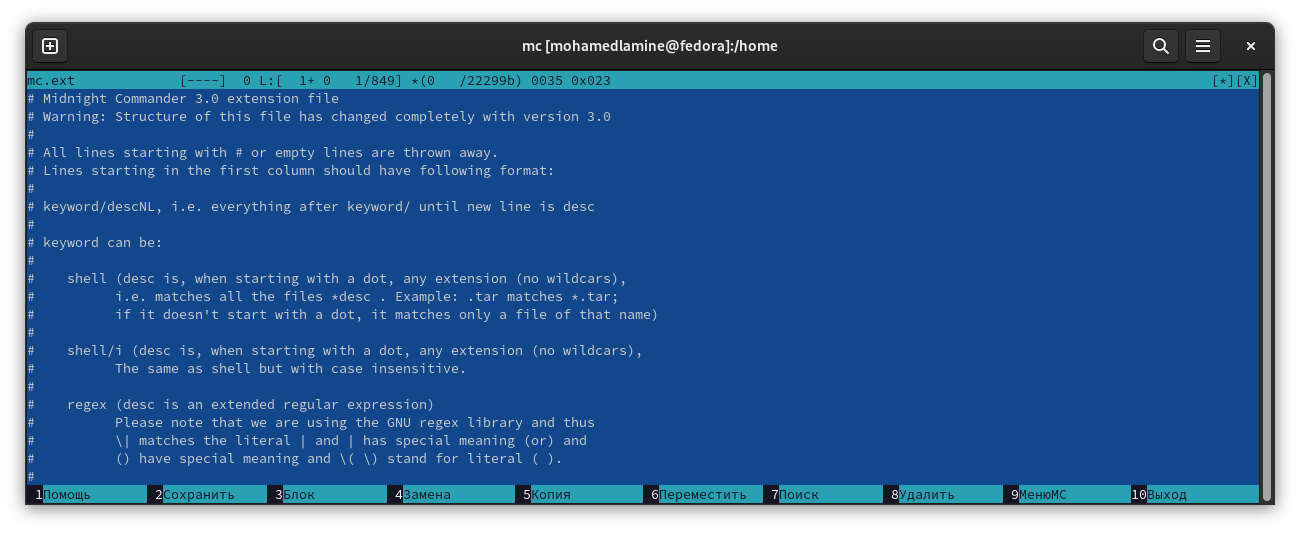 mc [mohamedlamine@fedora]:/home
mc.ext             [----]  0 L:[  1+ 0   1/849] *(0   /22299b) 0035 0x023 [*][X]
# Midnight Commander 3.0 extension file
# Warning: Structure of this file has changed completely with version 3.0
#
# All lines starting with # or empty lines are thrown away.
# Lines starting in the first column should have following format:
#
# keyword/descNL, i.e. everything after keyword/ until new line is desc
#
# keyword can be:
#
#    shell (desc is, when starting with a dot, any extension (no wildcars),
#          i.e. matches all the files *desc . Example: .tar matches *.tar;
#          if it doesn't start with a dot, it matches only a file of that name)
#
#    shell/i (desc is, when starting with a dot, any extension (no wildcars),
#          The same as shell but with case insensitive.
#
#    regex (desc is an extended regular expression)
#          Please note that we are using the GNU regex library and thus
#          \| matches the literal | and | has special meaning (or) and
#          () have special meaning and \( \) stand for literal ( ).
#
1Помощь 2Сохранить 3Блок 4Замена 5Копия 6Переместить 7Поиск 8Удалить 9МенюMC 10Выход